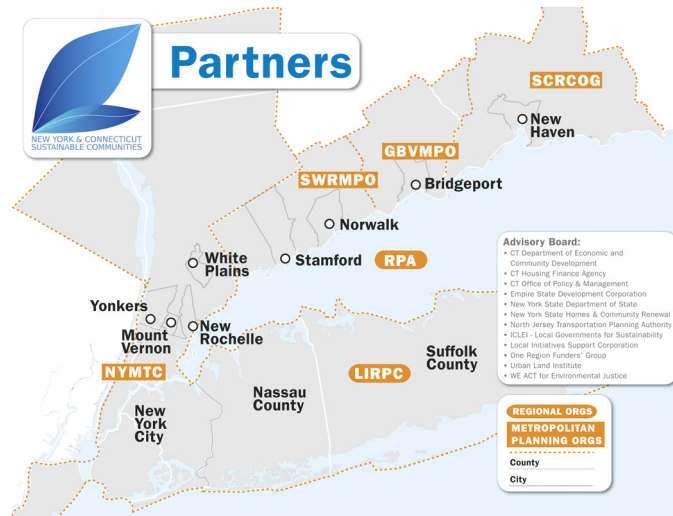 Partners
NEW YORK & CONNECTICUT
SUSTAINABLE COMMUNITIES
SCRCOG
New
Haven
GBVMPO
SWRMPO
Bridgeport
Norwalk
White
Plains
Stamford
RPA
Yonkers
Mount
Vernon
New
Rochelle
NYMTC
LIRPC
Suffolk
County
Nassau
County
New
York
City
Advisory Board:
• CT Department of Economic and
Community Development
• CT Housing Finance Agency
• CT Office of Policy & Management
• Empire State Development Corporation
• New York State Department of State
• New York State Homes & Community Renewal
• North Jersey Transportation Planning Authority
• ICLEI - Local Governments for Sustainability
• Local Initiatives Support Corporation
• One Region Funders' Group
• Urban Land Institute
• WE ACT for Environmental Justice
REGIONAL ORGS
METROPOLITAN
PLANNING ORGS
County
City